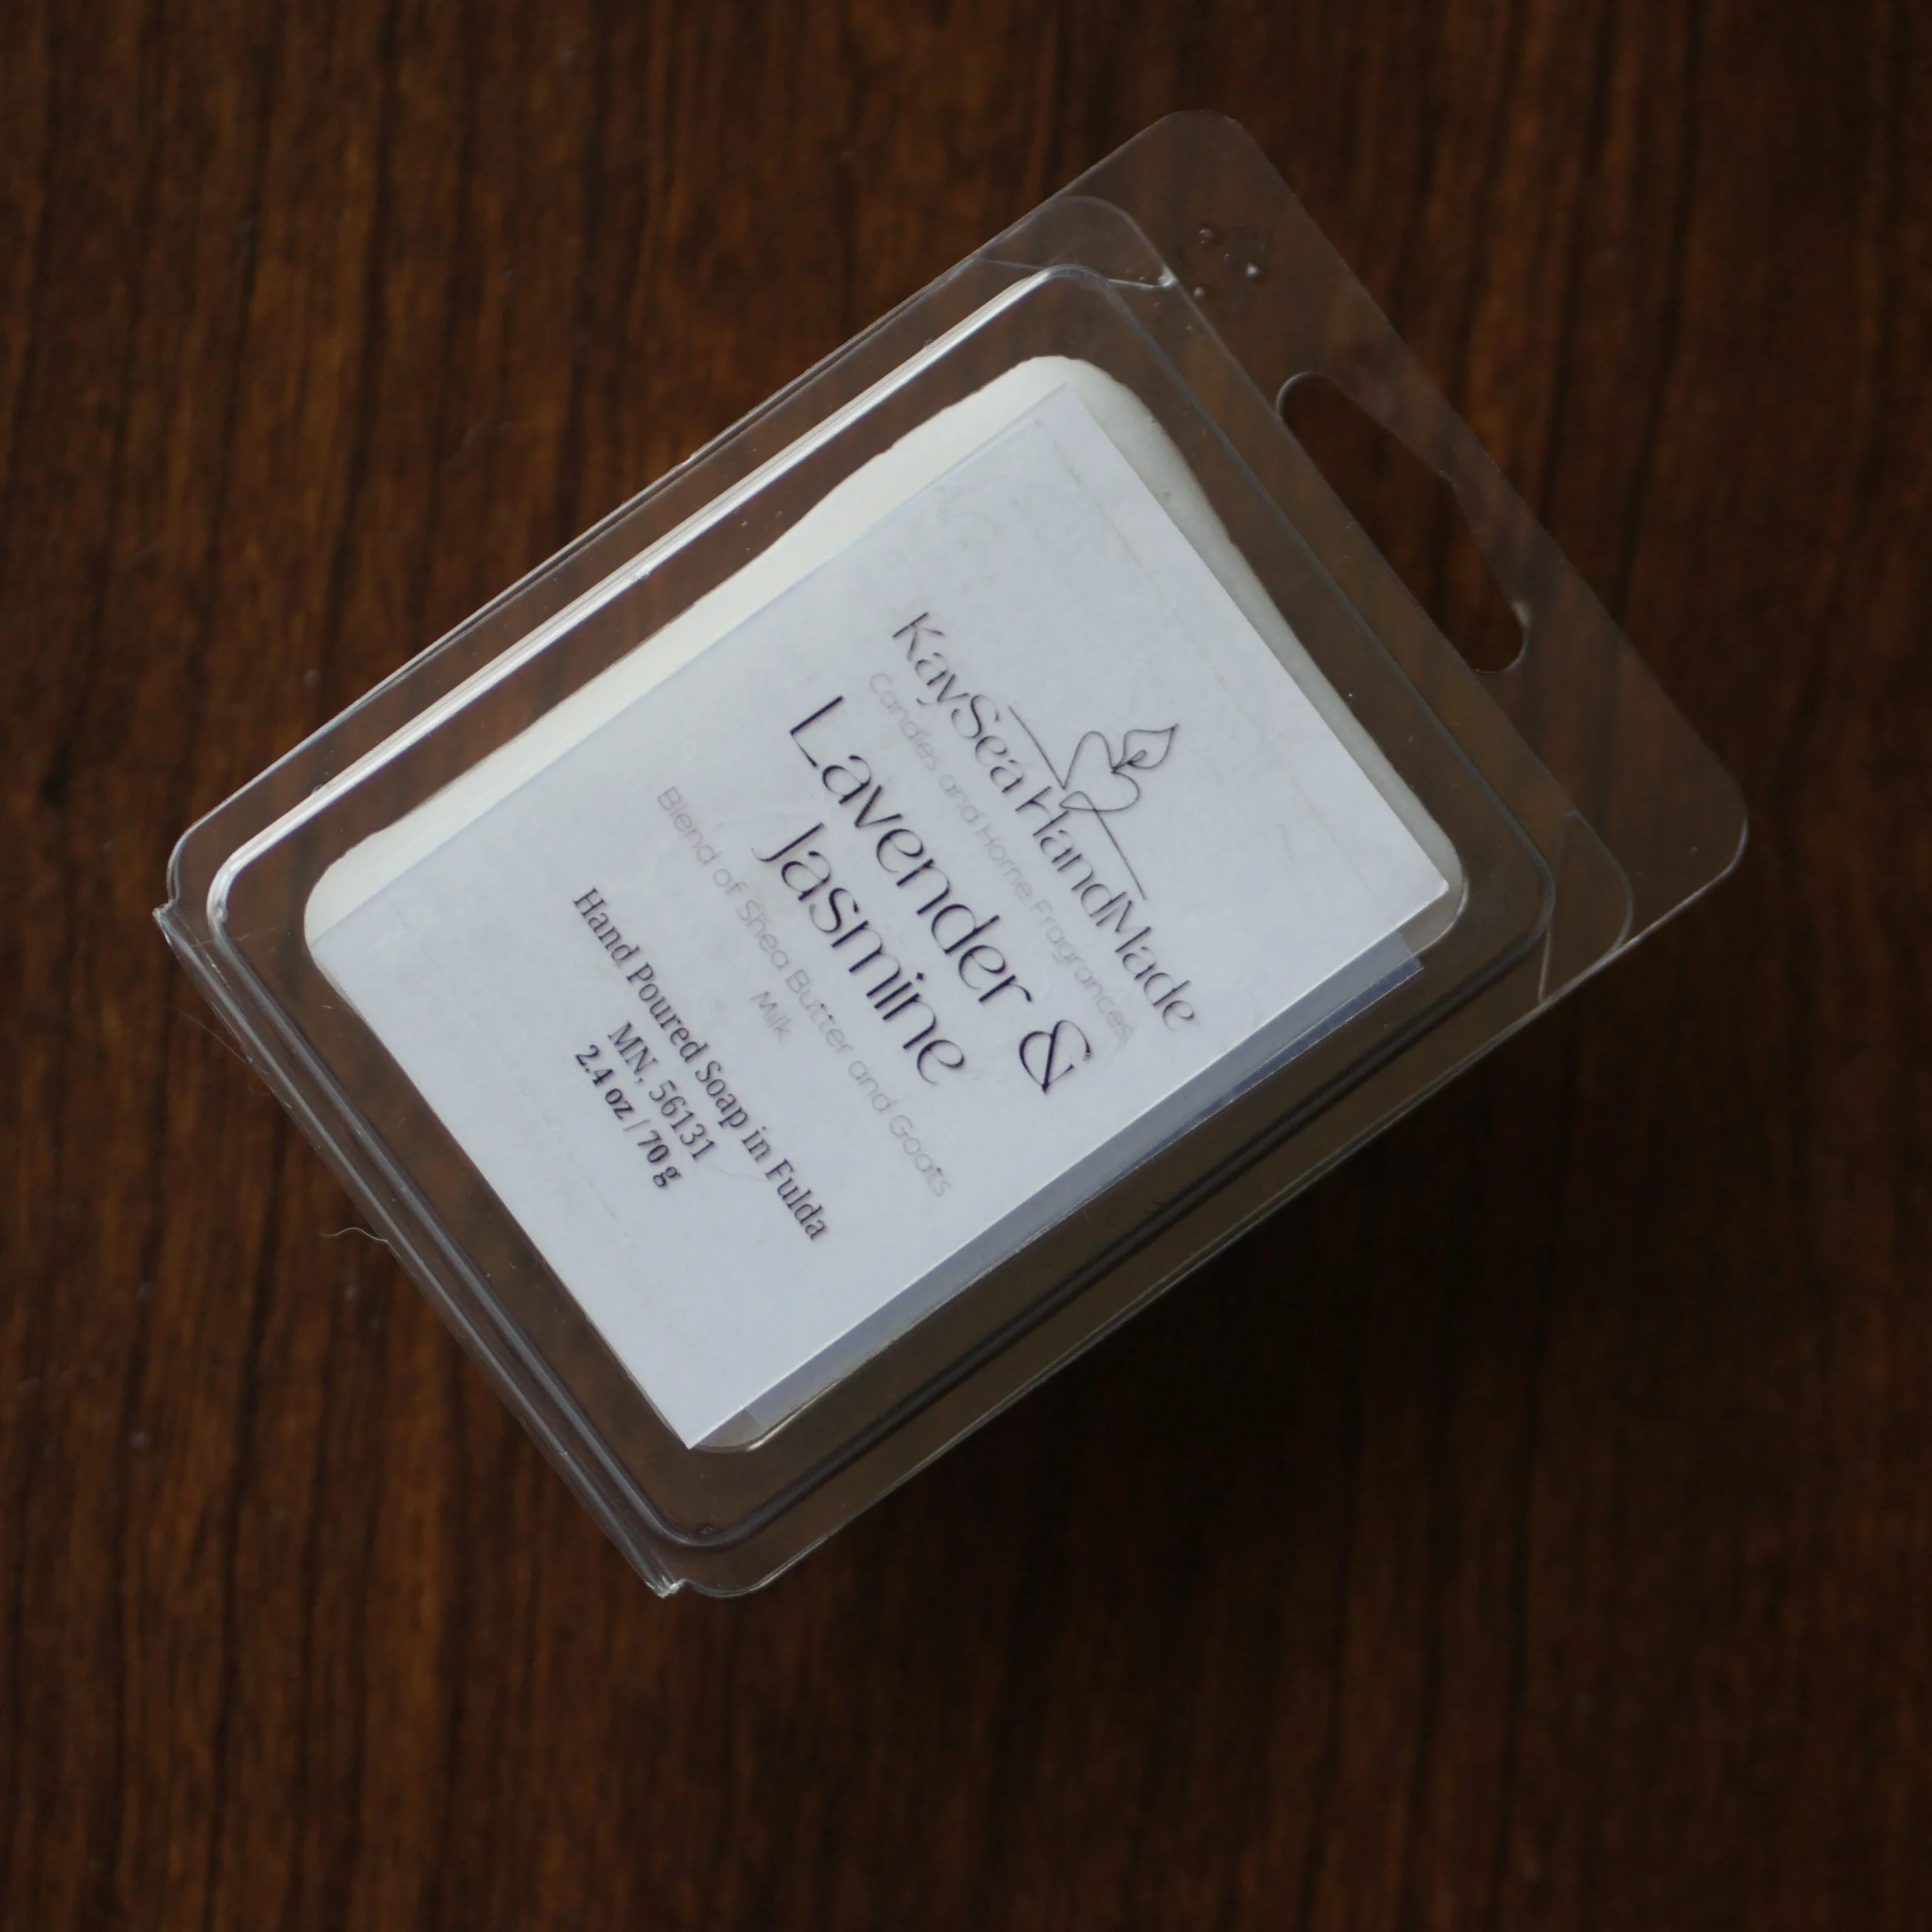 KaySea HandMade
Candles and Home Fragrances
Lavender &
Jasmine
Blend of Shea Butter and Goats
Milk
Hand Poured Soap in Fulda
MN, 56131
2.4 oz / 70 g